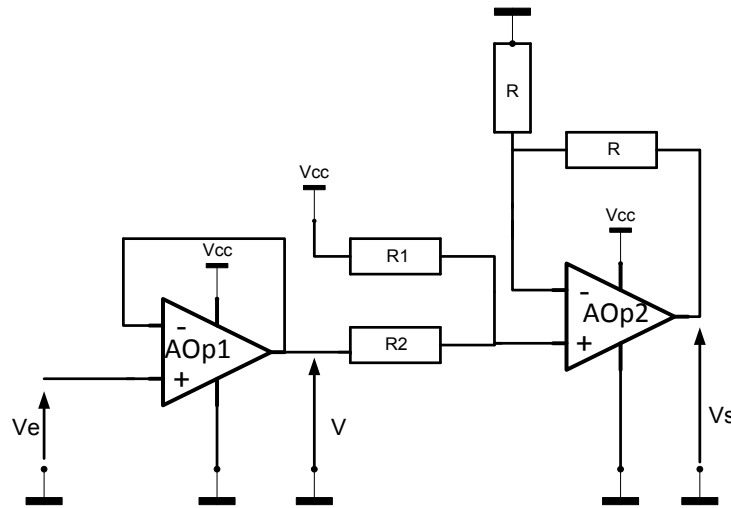 R
R
Vcc
Vcc
R1
Vcc
-
AOp2
+
-
AOp1
R2
+
Ve
V
Vs